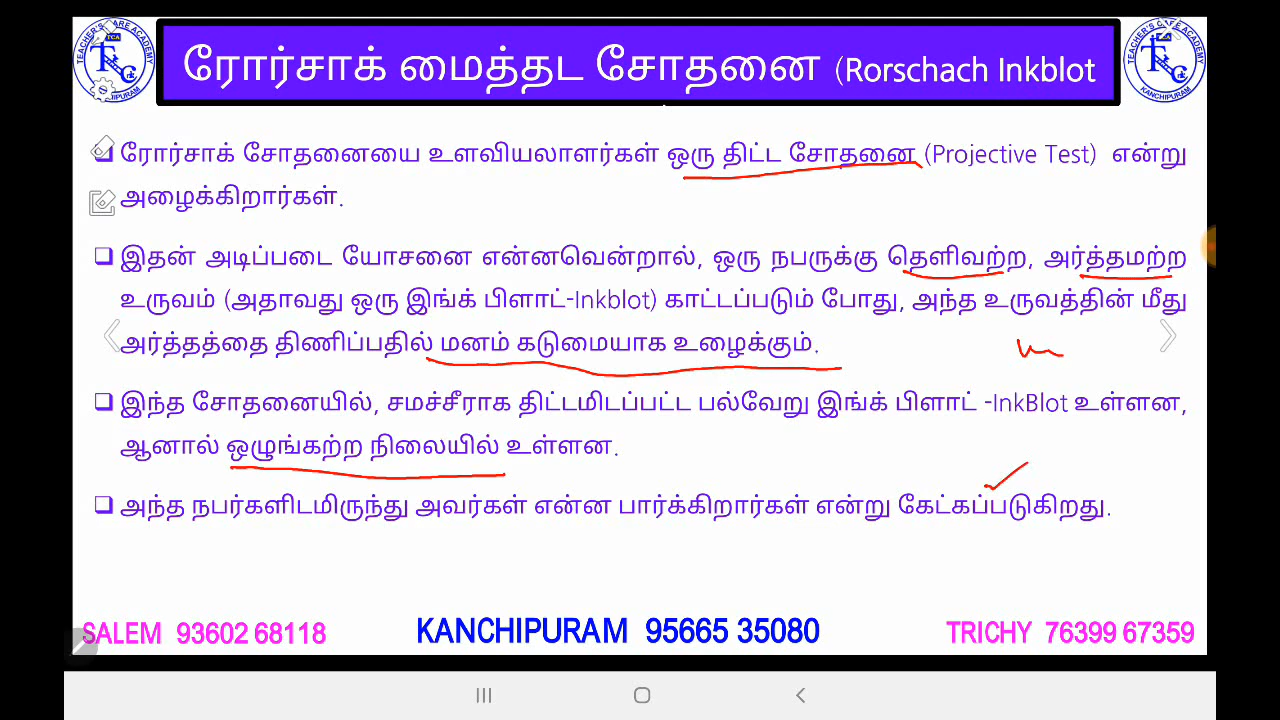 ரோர்சாக் மைத்தட சோதனை (Rorschach Inkblot
ரோர்சாக் சோதனையை உளவியலாளர்கள் ஒரு திட்ட சோதனை (Projective Test) என்று
அழைக்கிறார்கள்.
இதன் அடிப்படை யோசனை என்னவென்றால், ஒரு நபருக்கு தெளிவற்ற, அர்த்தமற்ற
உருவம் (அதாவது ஒரு இங்க் பிளாட்-Inkblot) காட்டப்படும் போது, அந்த உருவத்தின் மீது
அர்த்தத்தை திணிப்பதில் மனம் கடுமையாக உழைக்கும்.
இந்த சோதனையில், சமச்சீராக திட்டமிடப்பட்ட பல்வேறு இங்க் பிளாட் -InkBlot உள்ளன,
ஆனால் ஒழுங்கற்ற நிலையில் உள்ளன.
அந்த நபர்களிடமிருந்து அவர்கள் என்ன பார்க்கிறார்கள் என்று கேட்கப்படுகிறது.
SALEM 93602 68118 KANCHIPURAM 95665 35080 TRICHY 76399 67359